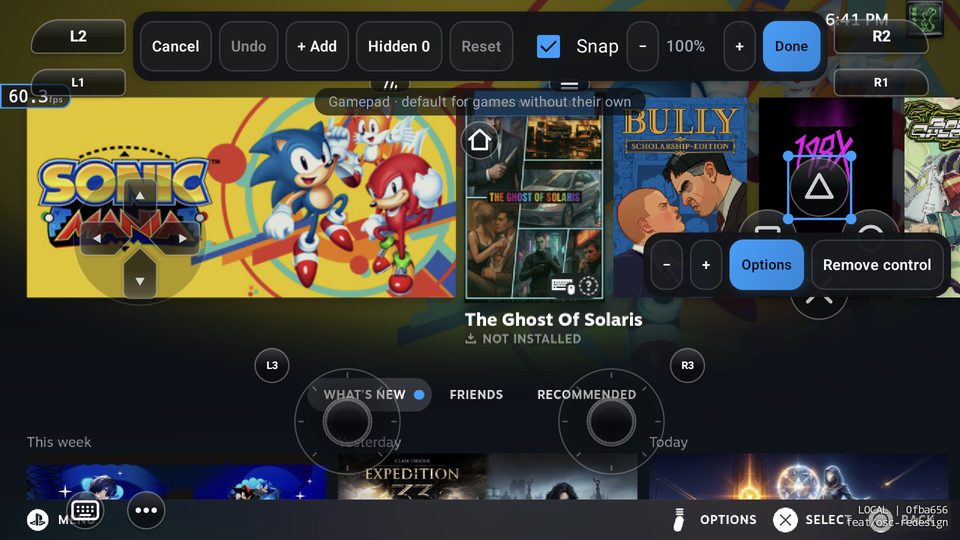 6:41 PM
L2
Cancel
Undo
+ Add
Hidden 0
Reset
Snap
- 100% +
Done
R2
L1
R1
60.3fps
Gamepad · default for games without their own
SONIC
MANIA
™
BULLY
SCHOLARSHIP·EDITION
THE GHOST OF SOLARIS
- + Options Remove control
The Ghost Of Solaris
NOT INSTALLED
L3
R3
WHAT'S NEW
FRIENDS
RECOMMENDED
This week
Yesterday
Today
EXPEDITION
33
LOCAL | 0fba656
feat/osc-redesign
MENU
OPTIONS
SELECT
BACK